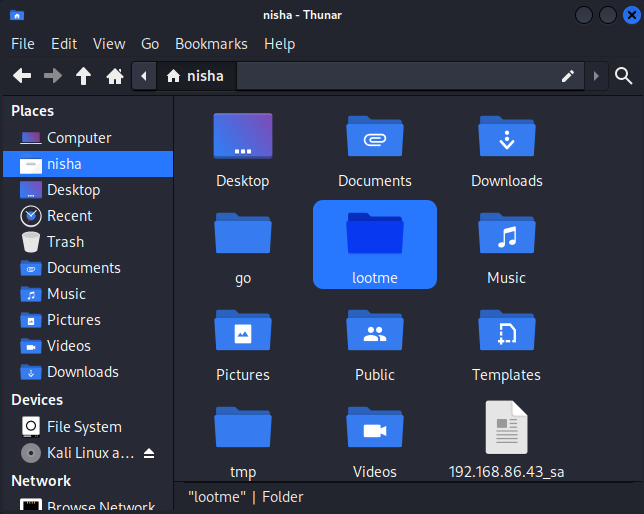 nisha - Thunar
File Edit View Go Bookmarks Help
nisha
Places
Computer
nisha
Desktop
Recent
Trash
Documents
Music
Pictures
Videos
Downloads
Devices
File System
Kali Linux a...
Network
Browse Network
Desktop Documents Downloads
go lootme Music
Pictures Public Templates
tmp Videos 192.168.86.43_sa
"lootme" | Folder